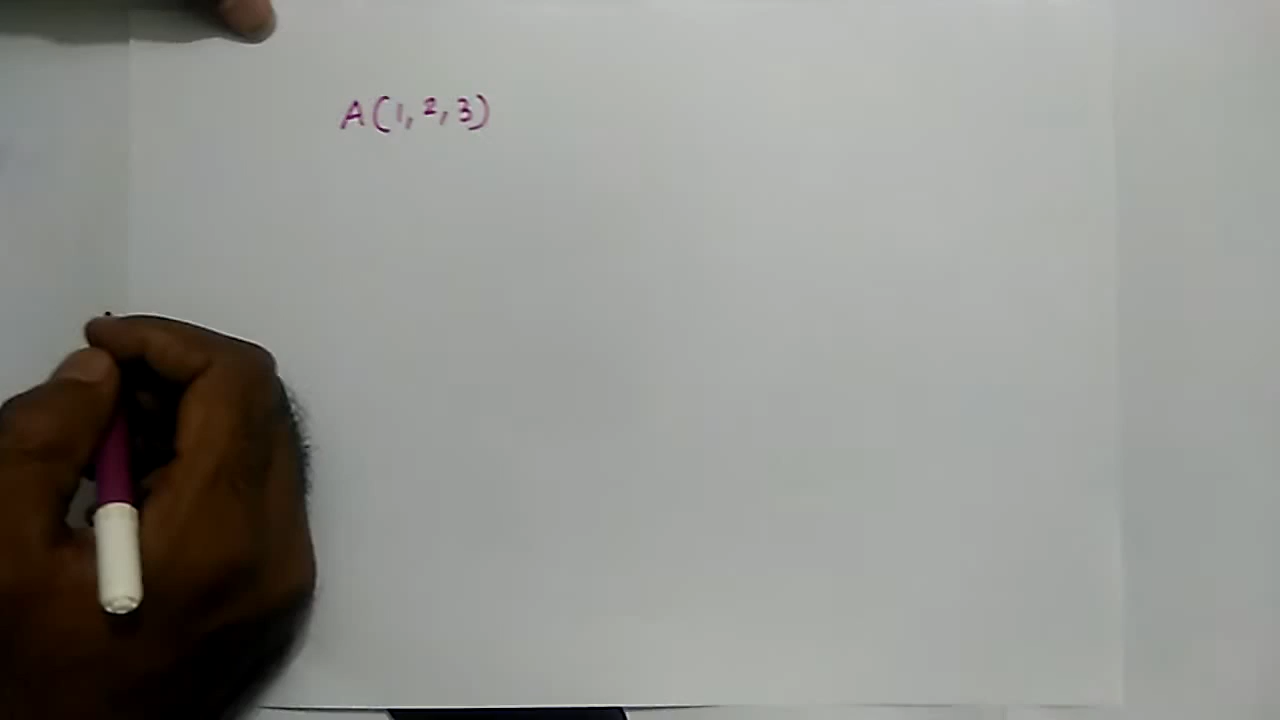 A(1, 2, 3)